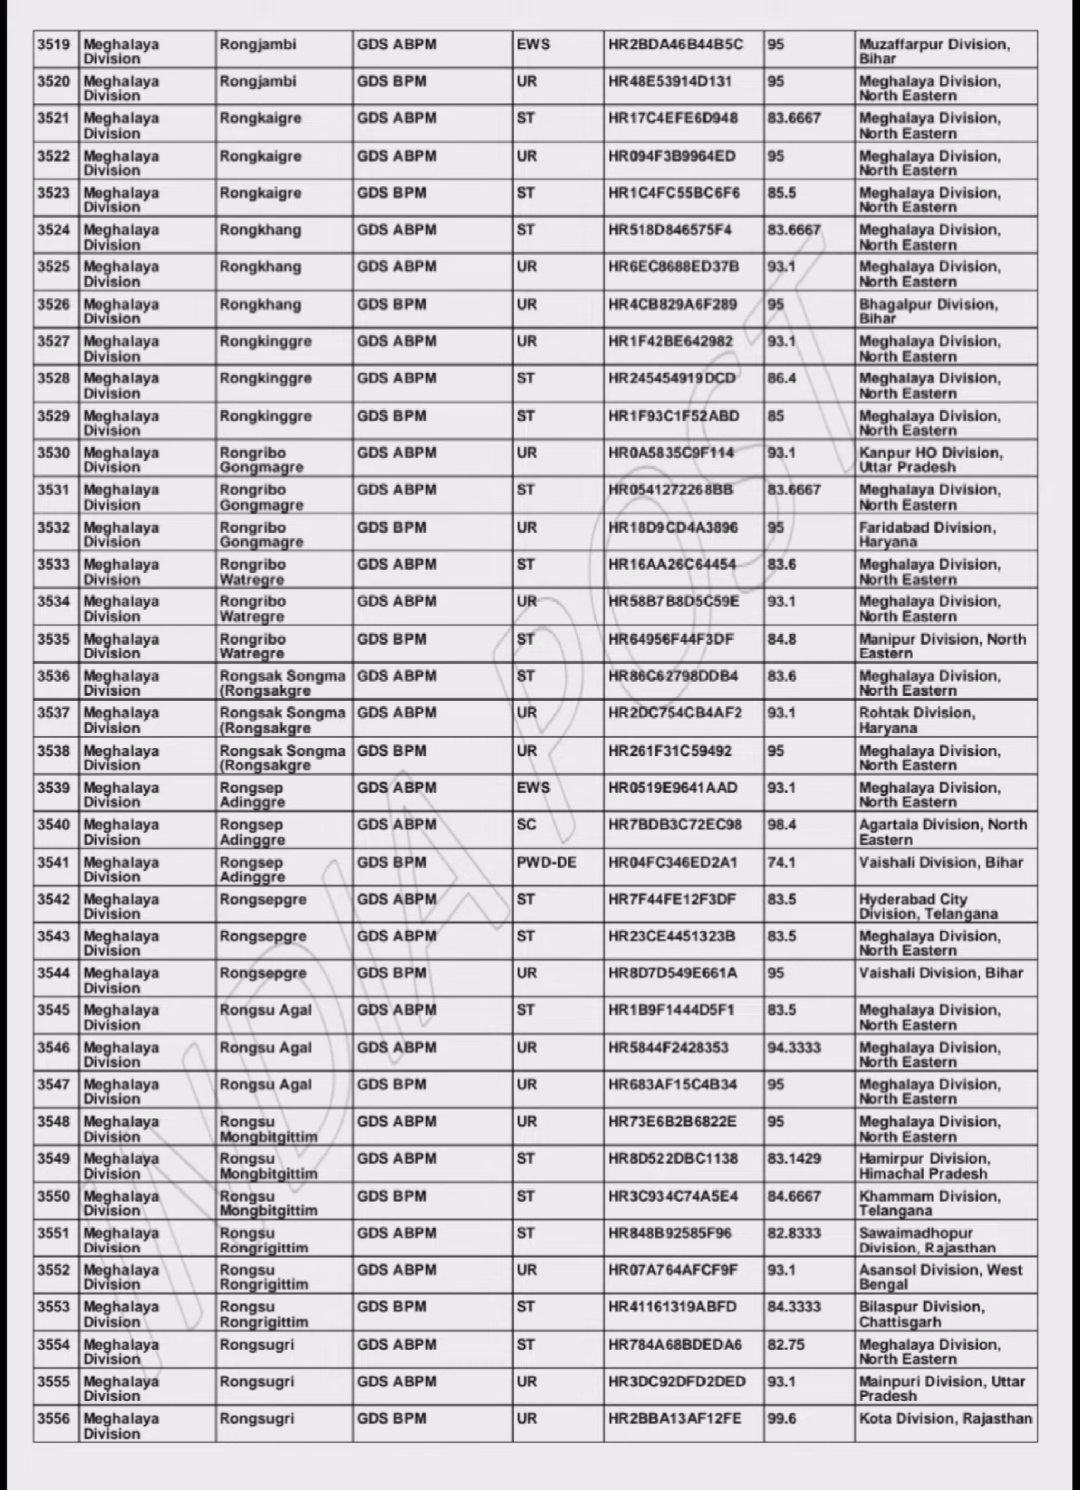 3519 Meghalaya Rongjambi GDS ABPM EWS HR2BDA46B44B5C 95 Muzaffarpur Division,
Division Bihar
3520 Meghalaya Rongjambi GDS BPM UR HR48E53914D131 95 Meghalaya Division,
Division North Eastern
3521 Meghalaya Rongkaigre GDS ABPM ST HR17C4EFE6D948 83.6667 Meghalaya Division,
Division North Eastern
3522 Meghalaya Rongkaigre GDS ABPM UR HR094F3B9964ED 95 Meghalaya Division,
Division North Eastern
3523 Meghalaya Rongkaigre GDS BPM ST HR1C4FC55BC6F6 85.5 Meghalaya Division,
Division North Eastern
3524 Meghalaya Rongkhang GDS ABPM ST HR518D846575F4 83.6667 Meghalaya Division,
Division North Eastern
3525 Meghalaya Rongkhang GDS ABPM UR HR6EC8688ED37B 93.1 Meghalaya Division,
Division North Eastern
3526 Meghalaya Rongkhang GDS BPM UR HR4CB829A6F289 95 Bhagalpur Division,
Division Bihar
3527 Meghalaya Rongkinggre GDS ABPM UR HR1F42BE642982 93.1 Meghalaya Division,
Division North Eastern
3528 Meghalaya Rongkinggre GDS ABPM ST HR245454919DCD 86.4 Meghalaya Division,
Division North Eastern
3529 Meghalaya Rongkinggre GDS BPM ST HR1F93C1F52ABD 85 Meghalaya Division,
Division North Eastern
3530 Meghalaya Rongribo GDS ABPM UR HR0A5835C9F114 93.1 Kanpur HO Division,
Division Gongmagre Uttar Pradesh
3531 Meghalaya Rongribo GDS ABPM ST HR0541272268BB 83.6667 Meghalaya Division,
Division Gongmagre North Eastern
3532 Meghalaya Rongribo GDS BPM UR HR18D9CD4A3896 95 Faridabad Division,
Division Gongmagre Haryana
3533 Meghalaya Rongribo GDS ABPM ST HR16AA26C64454 83.6 Meghalaya Division,
Division Watregre North Eastern
3534 Meghalaya Rongribo GDS ABPM UR HR58B7B8D5C59E 93.1 Meghalaya Division,
Division Watregre North Eastern
3535 Meghalaya Rongribo GDS BPM ST HR64956F44F3DF 84.8 Manipur Division, North
Division Watregre Eastern
3536 Meghalaya Rongsak Songma GDS ABPM ST HR86C62798DDB4 83.6 Meghalaya Division,
Division (Rongsakgre North Eastern
3537 Meghalaya Rongsak Songma GDS ABPM UR HR2DC754CB4AF2 93.1 Rohtak Division,
Division (Rongsakgre Haryana
3538 Meghalaya Rongsak Songma GDS BPM UR HR261F31C59492 95 Meghalaya Division,
Division (Rongsakgre North Eastern
3539 Meghalaya Rongsep GDS ABPM EWS HR0519E9641AAD 93.1 Meghalaya Division,
Division Adinggre North Eastern
3540 Meghalaya Rongsep GDS ABPM SC HR7BDB3C72EC98 98.4 Agartala Division, North
Division Adinggre Eastern
3541 Meghalaya Rongsep GDS BPM PWD-DE HR04FC346ED2A1 74.1 Vaishali Division, Bihar
Division Adinggre
3542 Meghalaya Rongsepgre GDS ABPM ST HR7F44FE12F3DF 83.5 Hyderabad City
Division Division, Telangana
3543 Meghalaya Rongsepgre GDS ABPM ST HR23CE4451323B 83.5 Meghalaya Division,
Division North Eastern
3544 Meghalaya Rongsepgre GDS BPM UR HR8D7D549E661A 95 Vaishali Division, Bihar
Division
3545 Meghalaya Rongsu Agal GDS ABPM ST HR1B9F1444D5F1 83.5 Meghalaya Division,
Division North Eastern
3546 Meghalaya Rongsu Agal GDS ABPM UR HR5844F2428353 94.3333 Meghalaya Division,
Division North Eastern
3547 Meghalaya Rongsu Agal GDS BPM UR HR683AF15C4B34 95 Meghalaya Division,
Division North Eastern
3548 Meghalaya Rongsu GDS ABPM UR HR73E6B2B6822E 95 Meghalaya Division,
Division Mongbitgittim North Eastern
3549 Meghalaya Rongsu GDS ABPM ST HR8D522DBC1138 83.1429 Hamirpur Division,
Division Mongbitgittim Himachal Pradesh
3550 Meghalaya Rongsu GDS BPM ST HR3C934C74A5E4 84.6667 Khammam Division,
Division Mongbitgittim Telangana
3551 Meghalaya Rongsu GDS ABPM ST HR848B92585F96 82.8333 Sawaimadhopur
Division Rongrigittim Division, Rajasthan
3552 Meghalaya Rongsu GDS ABPM UR HR07A764AFCF9F 93.1 Asansol Division, West
Division Rongrigittim Bengal
3553 Meghalaya Rongsu GDS BPM ST HR41161319ABFD 84.3333 Bilaspur Division,
Division Rongrigittim Chattisgarh
3554 Meghalaya Rongsugri GDS ABPM ST HR784A68BDEDA6 82.75 Meghalaya Division,
Division North Eastern
3555 Meghalaya Rongsugri GDS ABPM UR HR3DC92DFD2DED 93.1 Mainpuri Division, Uttar
Division Pradesh
3556 Meghalaya Rongsugri GDS BPM UR HR2BBA13AF12FE 99.6 Kota Division, Rajasthan
Division
INDIA POST